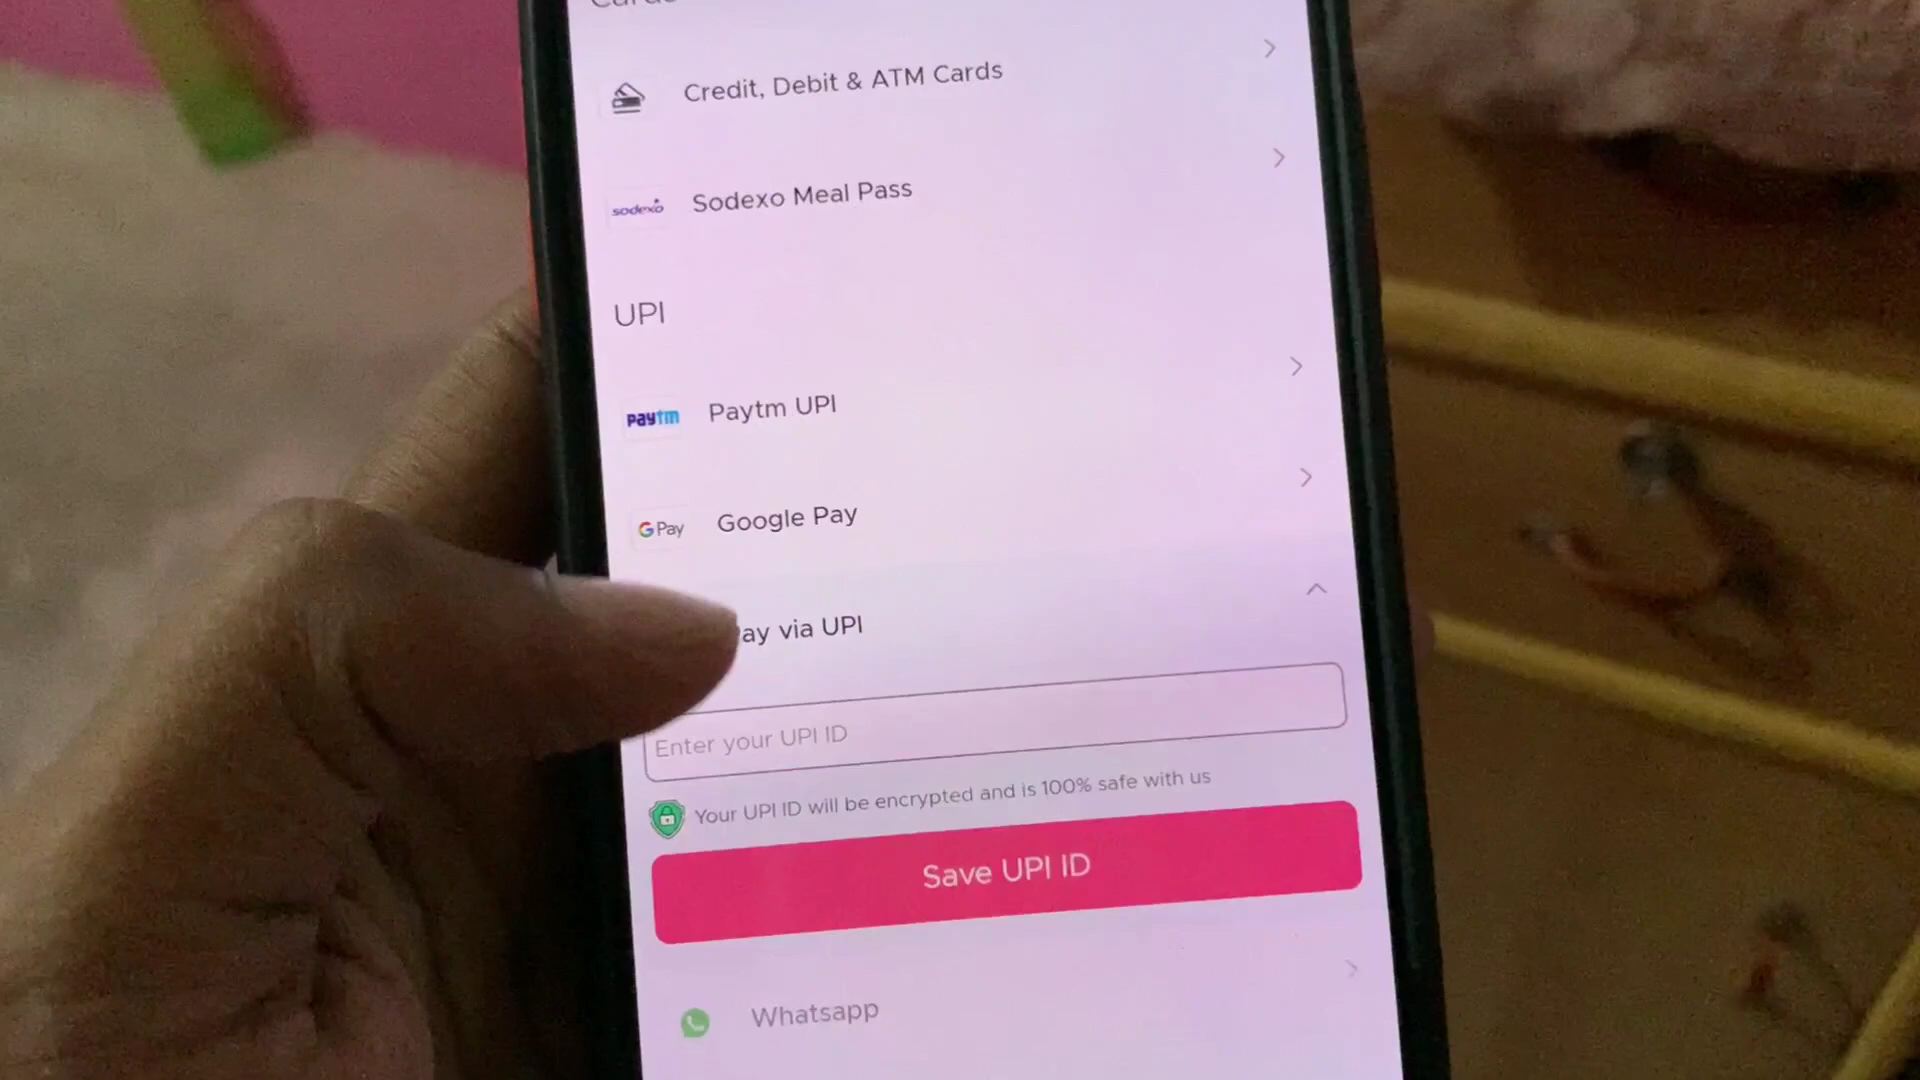 Credit, Debit & ATM Cards
sodexo Sodexo Meal Pass
UPI
paytm Paytm UPI
G Pay Google Pay
ay via UPI
Enter your UPI ID
Your UPI ID will be encrypted and is 100% safe with us
Save UPI ID
Whatsapp